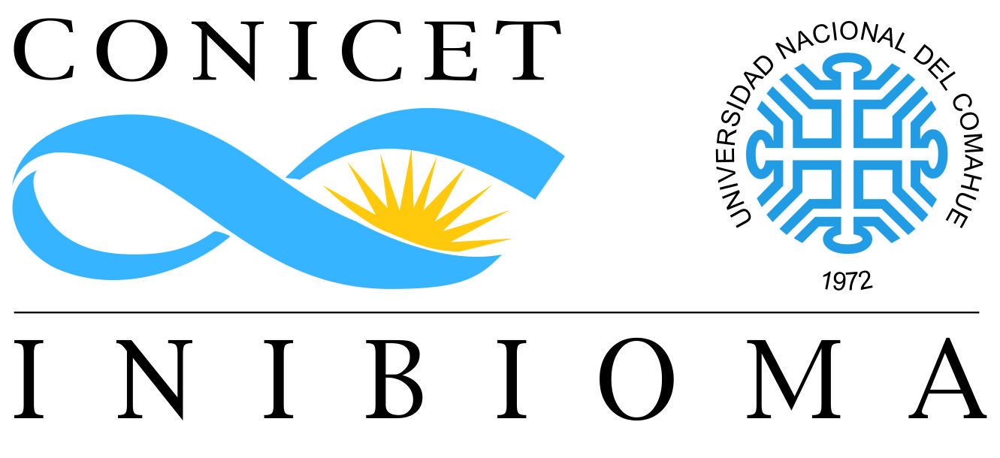 CONICET
UNIVERSIDAD NACIONAL DEL COMAHUE
1972
INIBIOMA